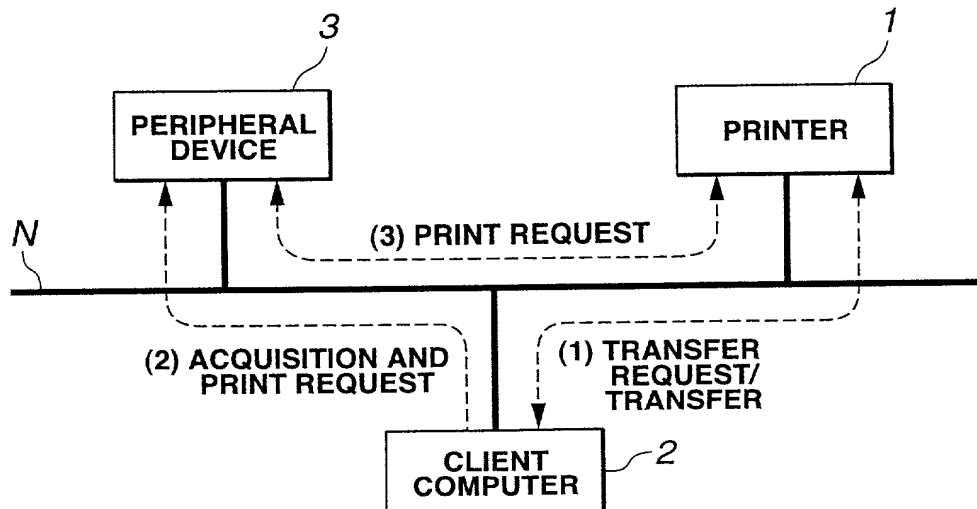 3
1
PERIPHERAL
DEVICE
PRINTER
N
(3) PRINT REQUEST
(2) ACQUISITION AND
PRINT REQUEST
(1) TRANSFER
REQUEST/
TRANSFER
CLIENT
COMPUTER
2